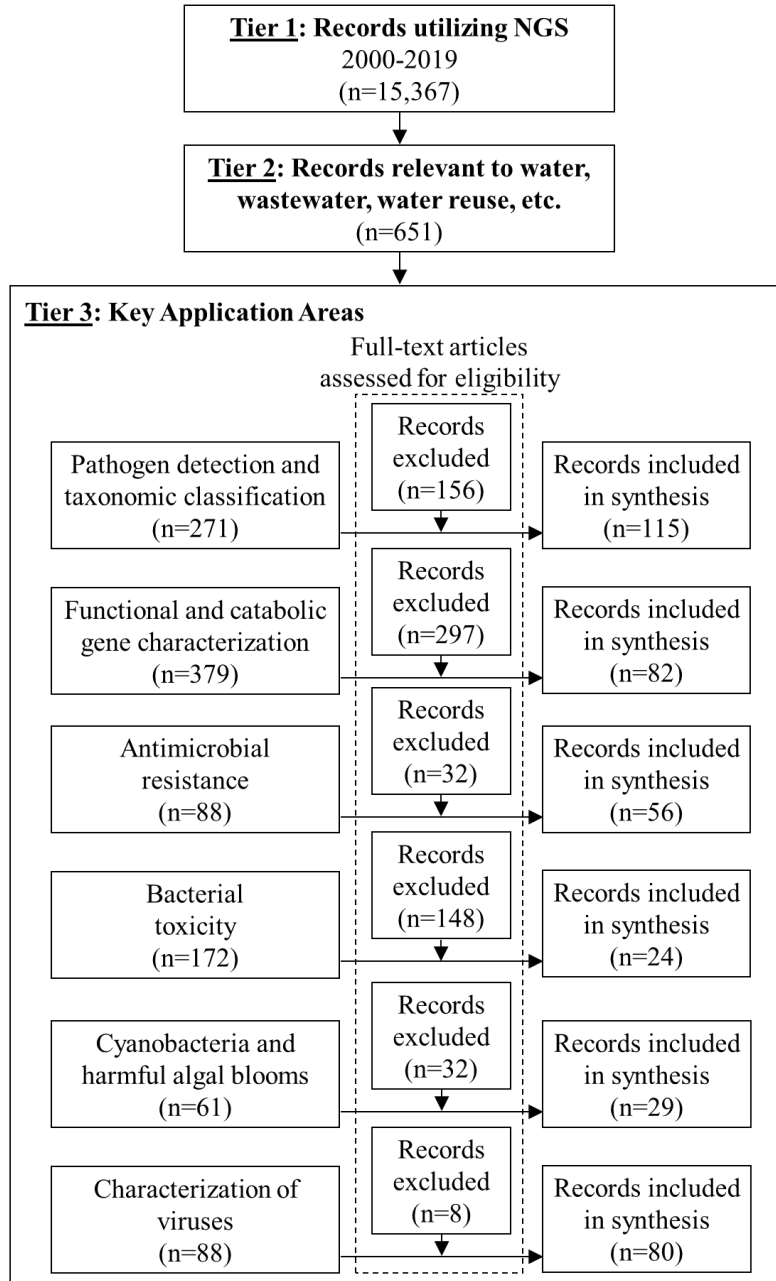 Tier 1: Records utilizing NGS
2000-2019
(n=15,367)
Tier 2: Records relevant to water,
wastewater, water reuse, etc.
(n=651)
Tier 3: Key Application Areas
Full-text articles
assessed for eligibility
Pathogen detection and
taxonomic classification
(n=271)
Records
excluded
(n=156)
Records included
in synthesis
(n=115)
Functional and catabolic
gene characterization
(n=379)
Records
excluded
(n=297)
Records included
in synthesis
(n=82)
Antimicrobial
resistance
(n=88)
Records
excluded
(n=32)
Records included
in synthesis
(n=56)
Bacterial
toxicity
(n=172)
Records
excluded
(n=148)
Records included
in synthesis
(n=24)
Cyanobacteria and
harmful algal blooms
(n=61)
Records
excluded
(n=32)
Records included
in synthesis
(n=29)
Characterization of
viruses
(n=88)
Records
excluded
(n=8)
Records included
in synthesis
(n=80)